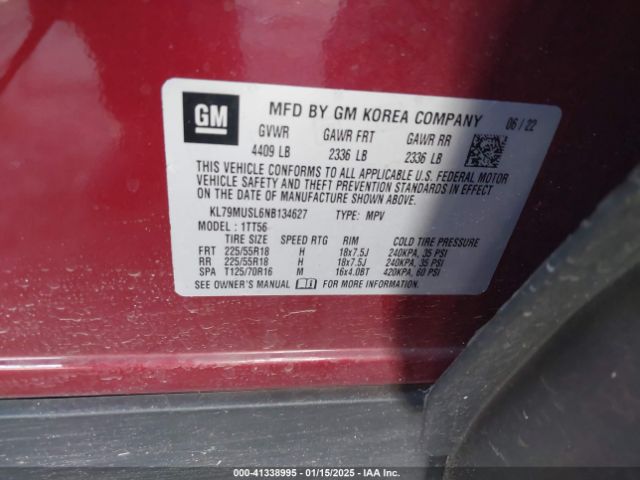 GM
MFD BY GM KOREA COMPANY 06/22
GVWR GAWR FRT GAWR RR
4409 LB 2336 LB 2336 LB
THIS VEHICLE CONFORMS TO ALL APPLICABLE U.S. FEDERAL MOTOR
VEHICLE SAFETY AND THEFT PREVENTION STANDARDS IN EFFECT
ON THE DATE OF MANUFACTURE SHOWN ABOVE.
KL79MUSL6NB134627 TYPE: MPV
MODEL: 1TT56
TIRE SIZE SPEED RTG RIM COLD TIRE PRESSURE
FRT 225/55R18 H 18x7.5J 240KPA, 35 PSI
RR 225/55R18 H 18x7.5J 240KPA, 35 PSI
SPA T125/70R16 M 16x4.0BT 420KPA, 60 PSI
SEE OWNER'S MANUAL FOR MORE INFORMATION.
000-41338995 - 01/15/2025 - IAA Inc.